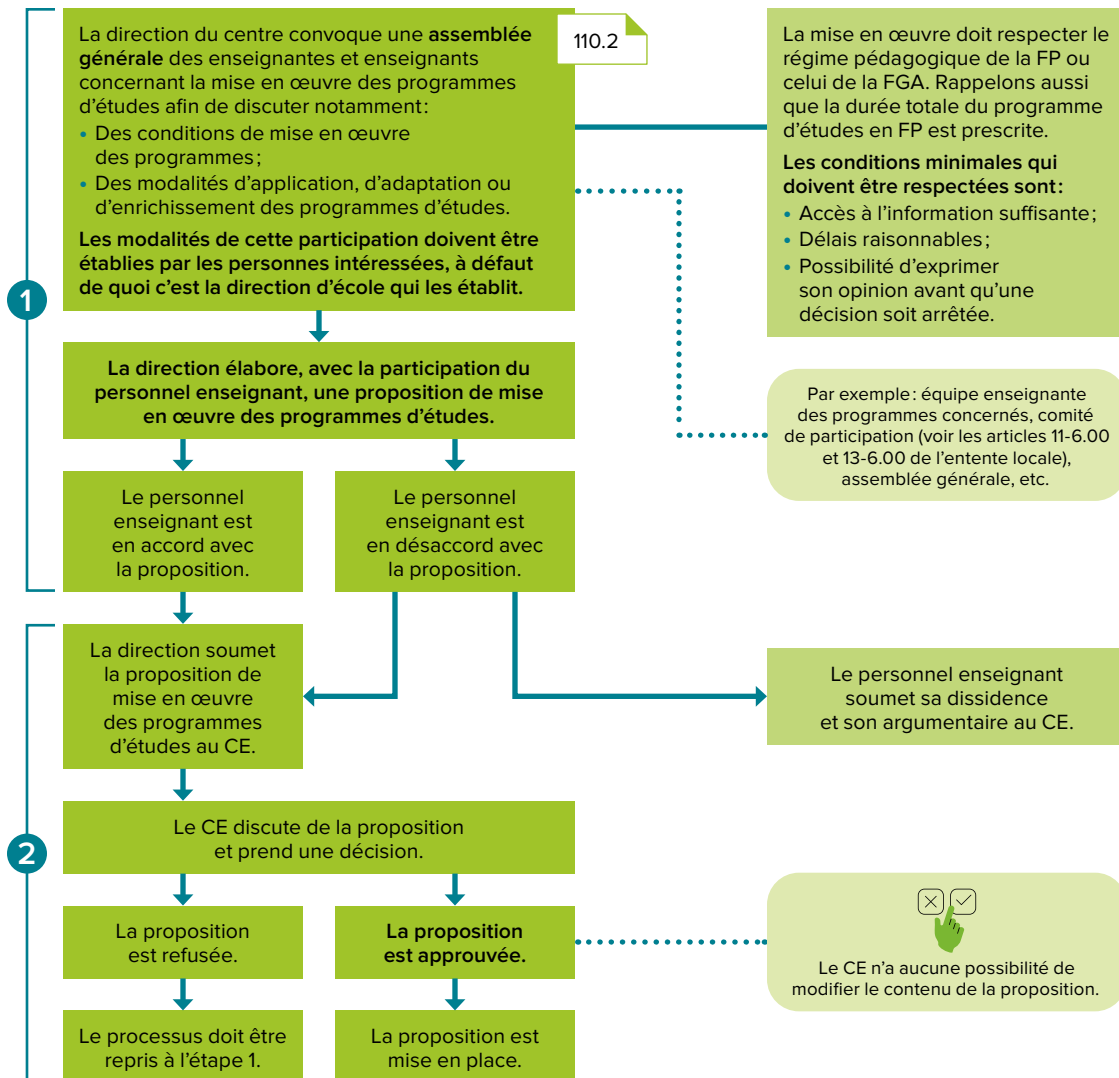 1
La direction du centre convoque une assemblée
générale des enseignantes et enseignants
concernant la mise en œuvre des programmes
d'études afin de discuter notamment :
• Des conditions de mise en œuvre
des programmes ;
• Des modalités d'application, d'adaptation ou
d'enrichissement des programmes d'études.
Les modalités de cette participation doivent être
établies par les personnes intéressées, à défaut
de quoi c'est la direction d'école qui les établit.
110.2
La mise en œuvre doit respecter le
régime pédagogique de la FP ou
celui de la FGA. Rappelons aussi
que la durée totale du programme
d'études en FP est prescrite.
Les conditions minimales qui
doivent être respectées sont :
• Accès à l'information suffisante ;
• Délais raisonnables ;
• Possibilité d'exprimer
son opinion avant qu'une
décision soit arrêtée.
La direction élabore, avec la participation du
personnel enseignant, une proposition de mise
en œuvre des programmes d'études.
Par exemple : équipe enseignante
des programmes concernés, comité
de participation (voir les articles 11-6.00
et 13-6.00 de l'entente locale),
assemblée générale, etc.
Le personnel
enseignant est
en accord avec
la proposition.
Le personnel
enseignant est
en désaccord avec
la proposition.
2
La direction soumet
la proposition de
mise en œuvre
des programmes
d'études au CE.
Le personnel enseignant
soumet sa dissidence
et son argumentaire au CE.
Le CE discute de la proposition
et prend une décision.
La proposition
est refusée.
La proposition
est approuvée.
Le CE n'a aucune possibilité de
modifier le contenu de la proposition.
Le processus doit être
repris à l'étape 1.
La proposition est
mise en place.